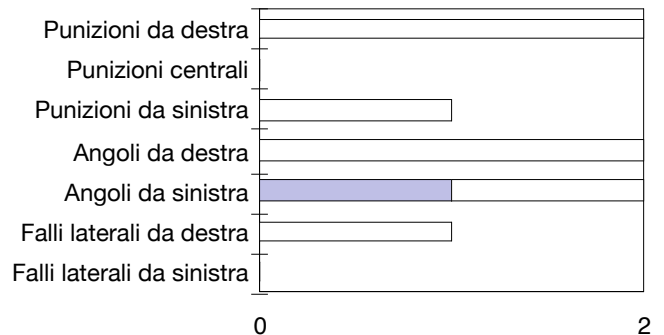 Punizioni da destra
Punizioni centrali
Punizioni da sinistra
Angoli da destra
Angoli da sinistra
Falli laterali da destra
Falli laterali da sinistra
0 2